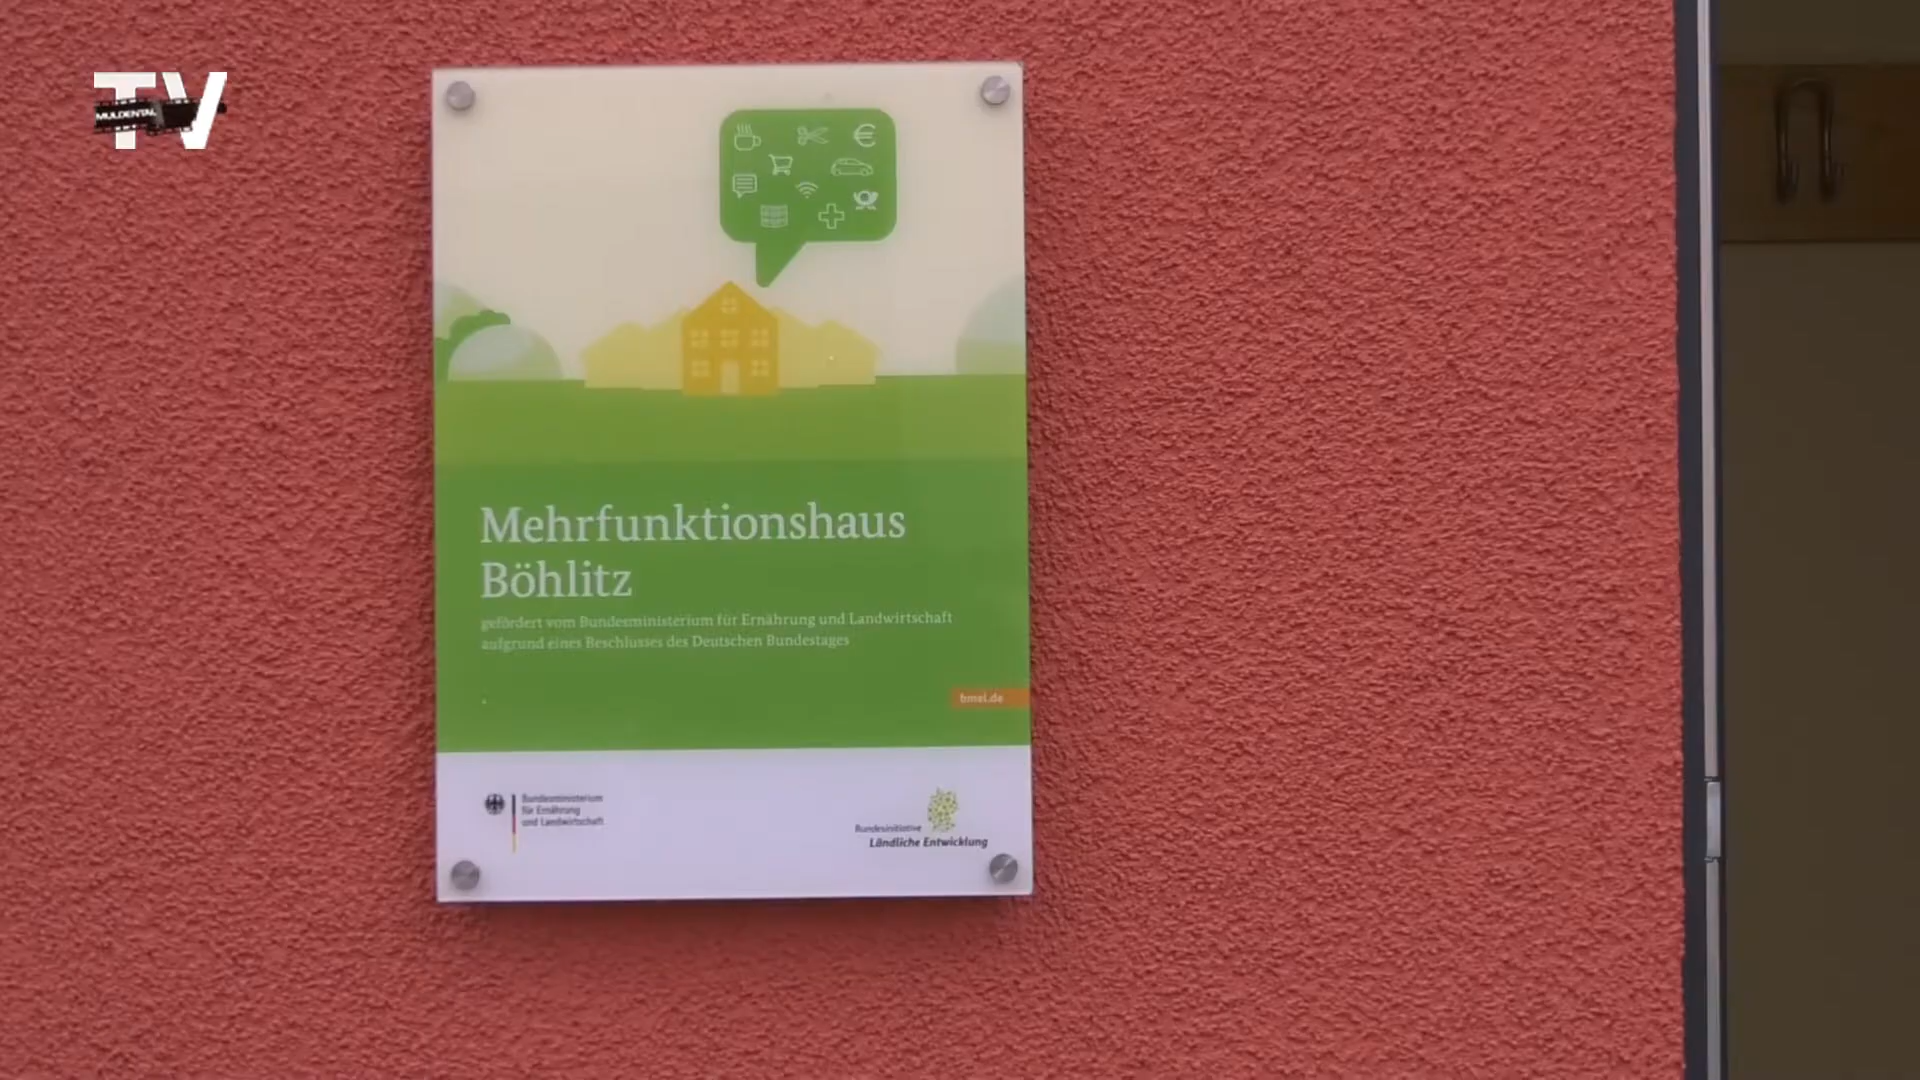 TV
MULDENTAL
Mehrfunktionshaus
Böhlitz
gefördert vom Bundesministerium für Ernährung und Landwirtschaft
aufgrund eines Beschlusses des Deutschen Bundestages
bmel.de
Bundesministerium
für Ernährung
und Landwirtschaft
Bundesinitiative
Ländliche Entwicklung